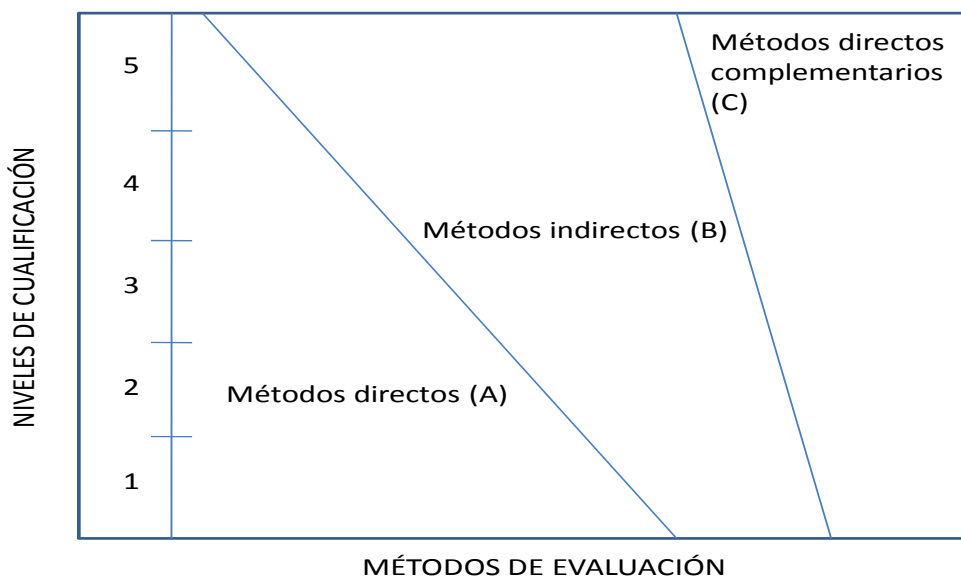 Métodos directos
complementarios
(C)
5
4
Métodos indirectos (B)
3
2
Métodos directos (A)
1
NIVELES DE CUALIFICACIÓN
MÉTODOS DE EVALUACIÓN